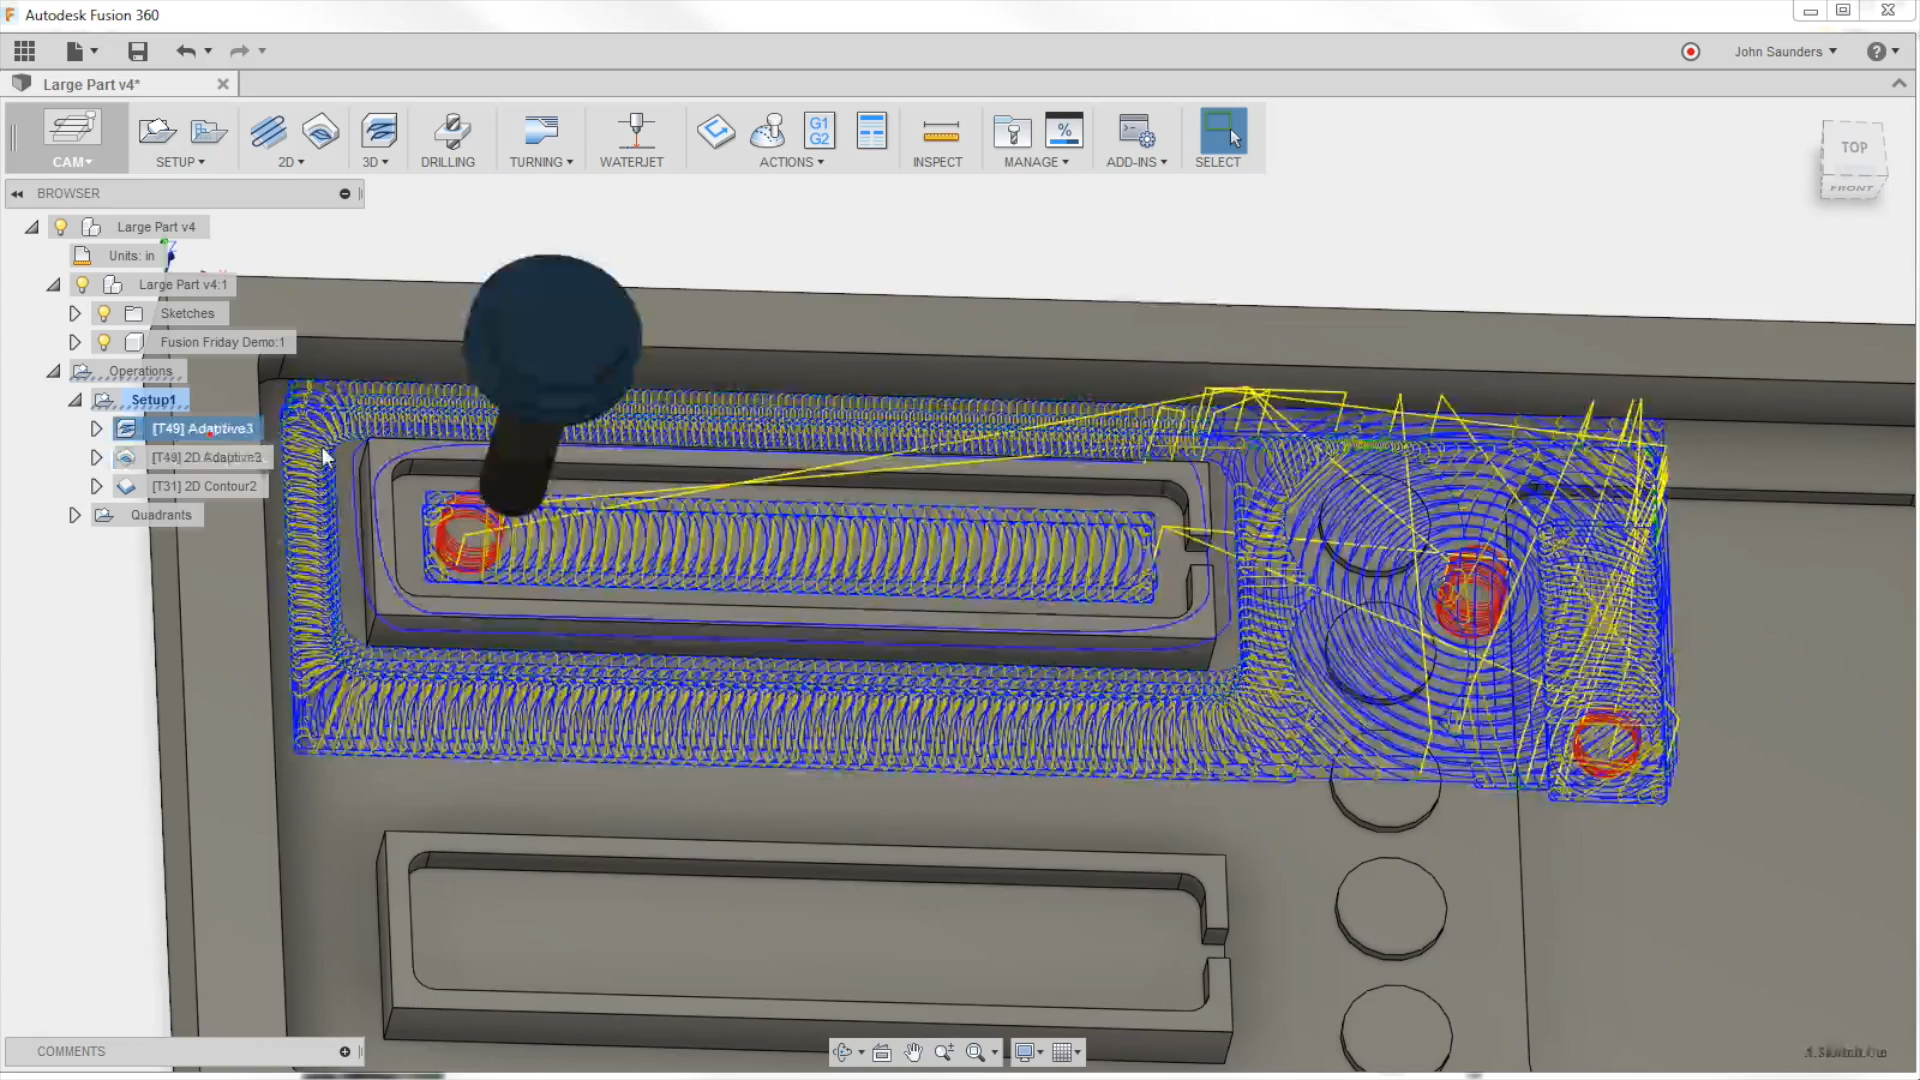 Autodesk Fusion 360
John Saunders
Large Part v4*
CAM
SETUP
2D
3D
DRILLING
TURNING
WATERJET
G1
G2
ACTIONS
INSPECT
%
MANAGE
ADD-INS
SELECT
TOP
FRONT
BROWSER
Large Part v4
Z
Units: in
Large Part v4:1
Sketches
Fusion Friday Demo:1
Operations
Setup1
[T49] Adaptive3
[T49] 2D Adaptive3
[T31] 2D Contour2
Quadrants
COMMENTS